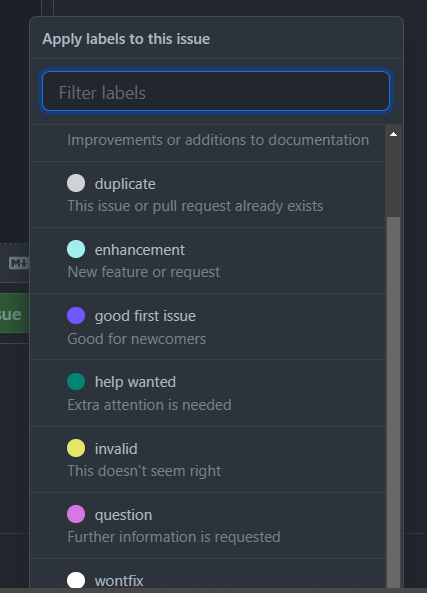 Apply labels to this issue
Filter labels
Improvements or additions to documentation
duplicate
This issue or pull request already exists
enhancement
New feature or request
good first issue
Good for newcomers
sue
help wanted
Extra attention is needed
invalid
This doesn't seem right
question
Further information is requested
wontfix